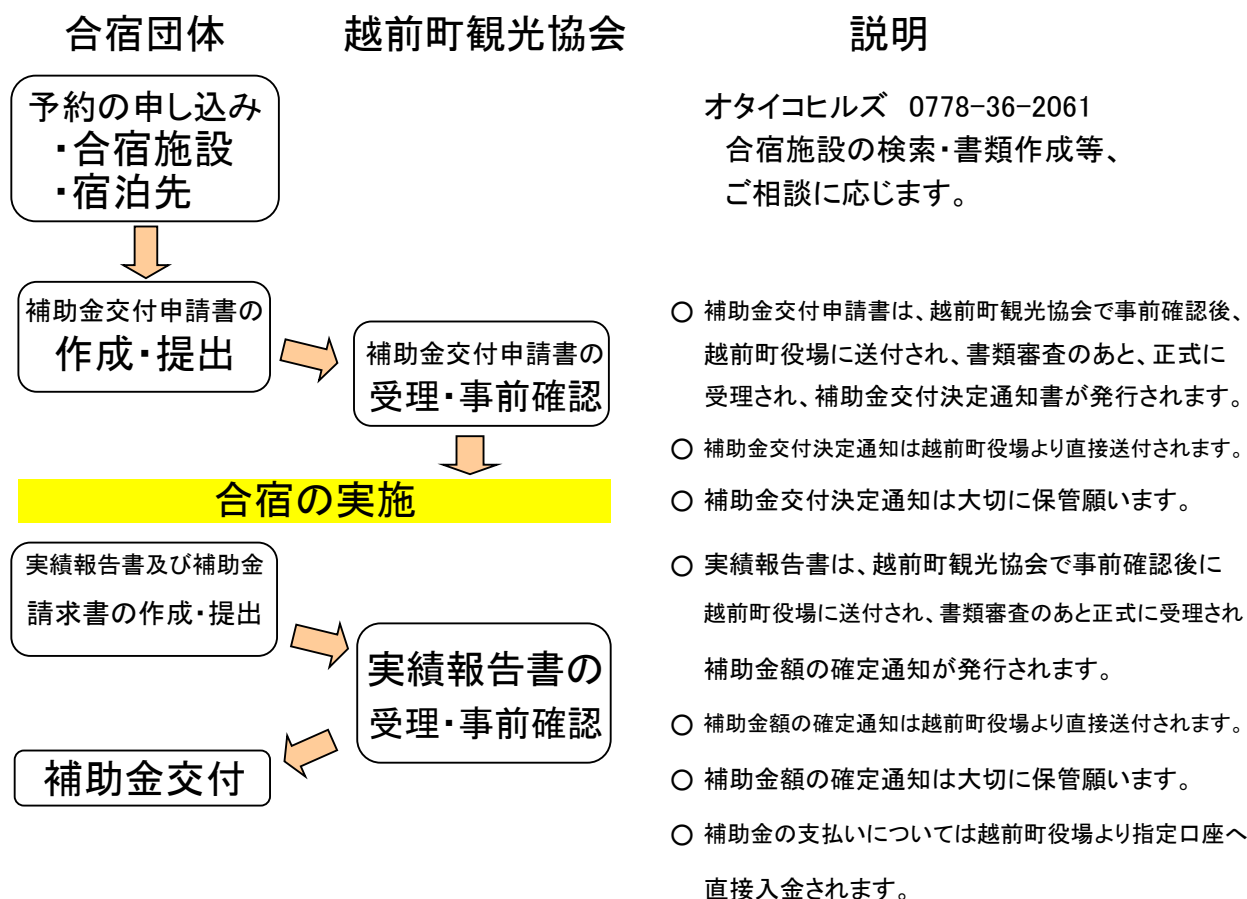 合宿団体
越前町観光協会
説明
予約の申し込み
・合宿施設
・宿泊先
オタイコヒルズ 0778-36-2061
合宿施設の検索・書類作成等、
ご相談に応じます。
補助金交付申請書の
作成・提出
補助金交付申請書の
受理・事前確認
○ 補助金交付申請書は、越前町観光協会で事前確認後、
越前町役場に送付され、書類審査のあと、正式に
受理され、補助金交付決定通知書が発行されます。
○ 補助金交付決定通知は越前町役場より直接送付されます。
合宿の実施
○ 補助金交付決定通知は大切に保管願います。
実績報告書及び補助金
請求書の作成・提出
実績報告書の
受理・事前確認
補助金交付
○ 実績報告書は、越前町観光協会で事前確認後に
越前町役場に送付され、書類審査のあと正式に受理され
補助金額の確定通知が発行されます。
○ 補助金額の確定通知は越前町役場より直接送付されます。
○ 補助金額の確定通知は大切に保管願います。
○ 補助金の支払いについては越前町役場より指定口座へ
直接入金されます。